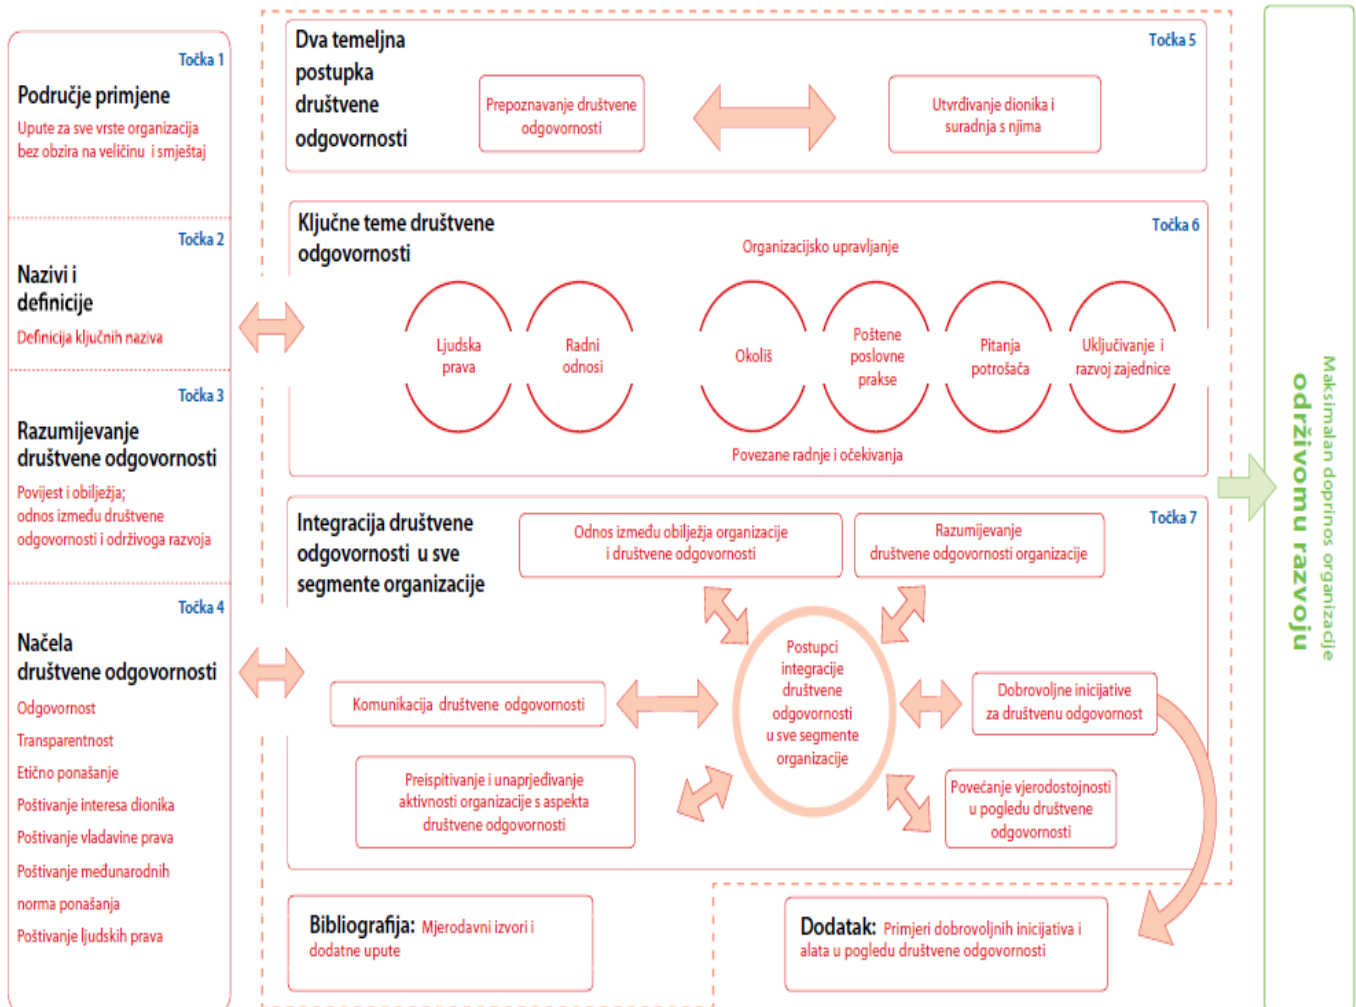 Točka 1
Područje primjene
Upute za sve vrste organizacija
bez obzira na veličinu i smještaj
Točka 2
Nazivi i
definicije
Definicija ključnih naziva
Točka 3
Razumijevanje
društvene odgovornosti
Povijest i obilježja;
odnos između društvene
odgovornosti i održivoga razvoja
Točka 4
Načela
društvene odgovornosti
Odgovornost
Transparentnost
Etično ponašanje
Poštivanje interesa dionika
Poštivanje vladavine prava
Poštivanje međunarodnih
norma ponašanja
Poštivanje ljudskih prava
Dva temeljna
postupka
društvene
odgovornosti
Točka 5
Prepoznavanje društvene
odgovornosti
Utvrđivanje dionika i
suradnja s njima
Ključne teme društvene
odgovornosti
Točka 6
Organizacijsko upravljanje
Ljudska
prava
Radni
odnosi
Okoliš
Poštene
poslovne
prakse
Pitanja
potrošača
Uključivanje i
razvoj zajednice
Povezane radnje i očekivanja
Integracija društvene
odgovornosti u sve
segmente organizacije
Točka 7
Odnos između obilježja organizacije
i društvene odgovornosti
Razumijevanje
društvene odgovornosti organizacije
Postupci
integracije
društvene
odgovornosti
u sve segmente
organizacije
Komunikacija društvene odgovornosti
Dobrovoljne inicijative
za društvenu odgovornost
Preispitivanje i unaprjeđivanje
aktivnosti organizacije s aspekta
društvene odgovornosti
Povećanje vjerodostojnosti
u pogledu društvene
odgovornosti
Bibliografija: Mjerodavni izvori i
dodatne upute
Dodatak: Primjeri dobrovoljnih inicijativa i
alata u pogledu društvene odgovornosti
Maksimalan doprinos organizacije
održivomu razvoju